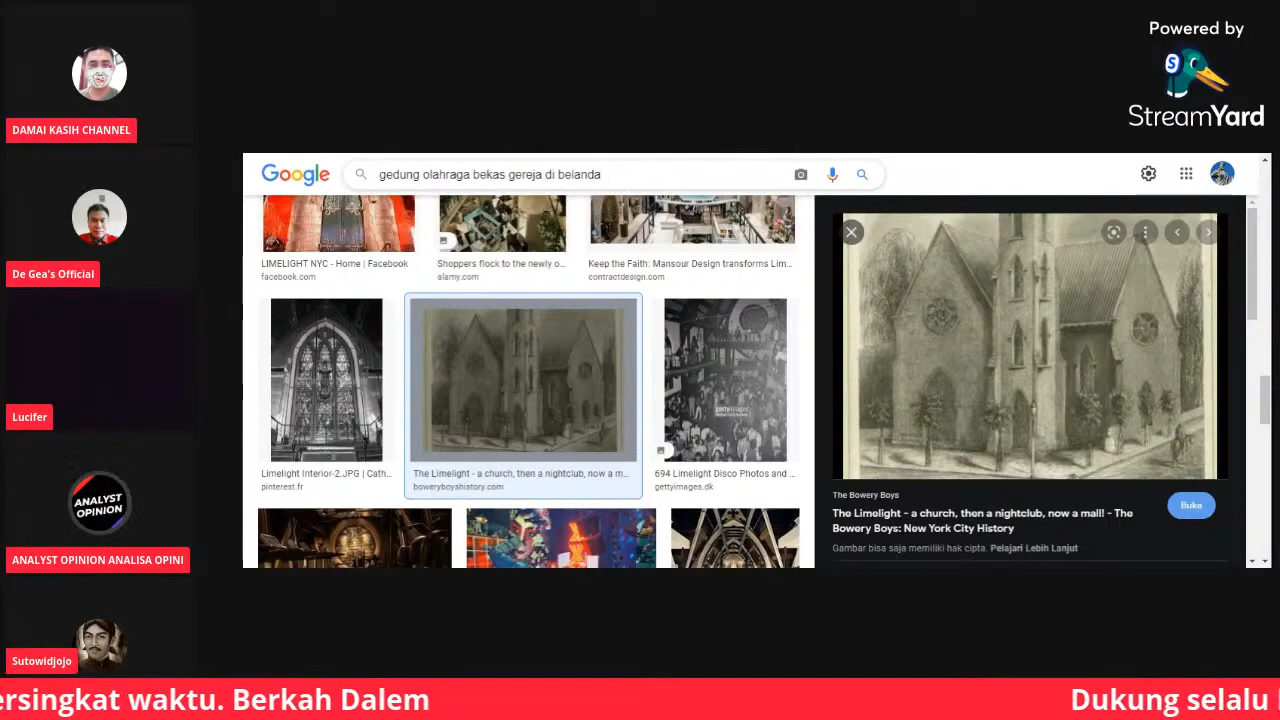 Powered by
StreamYard
DAMAI KASIH CHANNEL
De Gea's Official
Lucifer
ANALYST
OPINION
ANALYST OPINION ANALISA OPINI
Sutowidjojo
Google
gedung olahraga bekas gereja di belanda
LIMELIGHT NYC - Home | Facebook
facebook.com
Shoppers flock to the newly o...
alamy.com
Keep the Faith: Mansour Design transforms Lim...
contractdesign.com
Limelight Interior-2.JPG | Cath...
pinterest.fr
The Limelight - a church, then a nightclub, now a m...
boweryboyshistory.com
gettyimages
694 Limelight Disco Photos and ...
gettyimages.dk
The Bowery Boys
The Limelight - a church, then a nightclub, now a mall! - The
Bowery Boys: New York City History
Buka
Gambar bisa saja memiliki hak cipta. Pelajari Lebih Lanjut
ersingkat waktu. Berkah Dalem
Dukung selalu